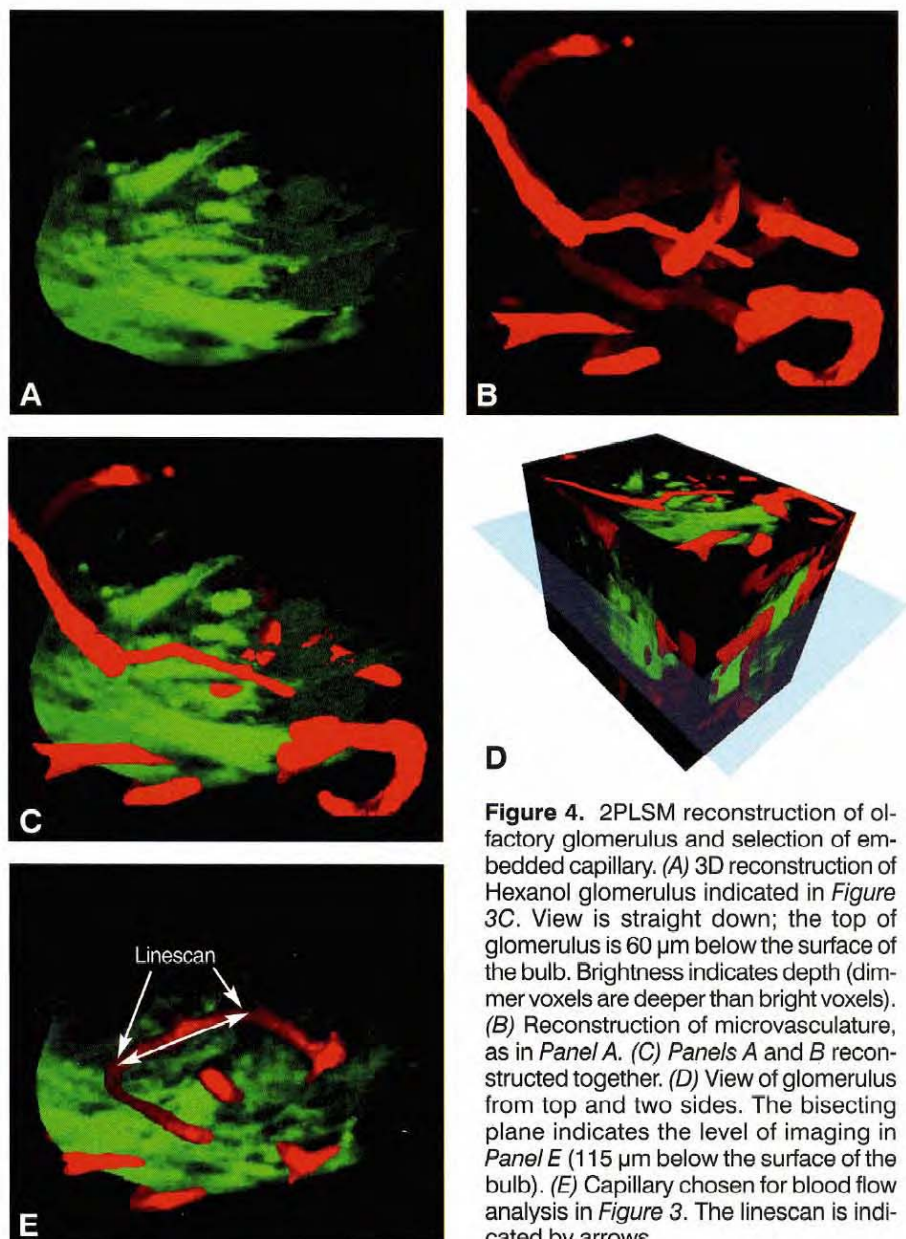 A
B
C
D
Linescan
E
Figure 4. 2PLSM reconstruction of ol-
factory glomerulus and selection of em-
bedded capillary. (A) 3D reconstruction of
Hexanol glomerulus indicated in Figure
3C. View is straight down; the top of
glomerulus is 60 µm below the surface of
the bulb. Brightness indicates depth (dim-
mer voxels are deeper than bright voxels).
(B) Reconstruction of microvasculature,
as in Panel A. (C) Panels A and B recon-
structed together. (D) View of glomerulus
from top and two sides. The bisecting
plane indicates the level of imaging in
Panel E (115 µm below the surface of the
bulb). (E) Capillary chosen for blood flow
analysis in Figure 3. The linescan is indi-
cated by arrows